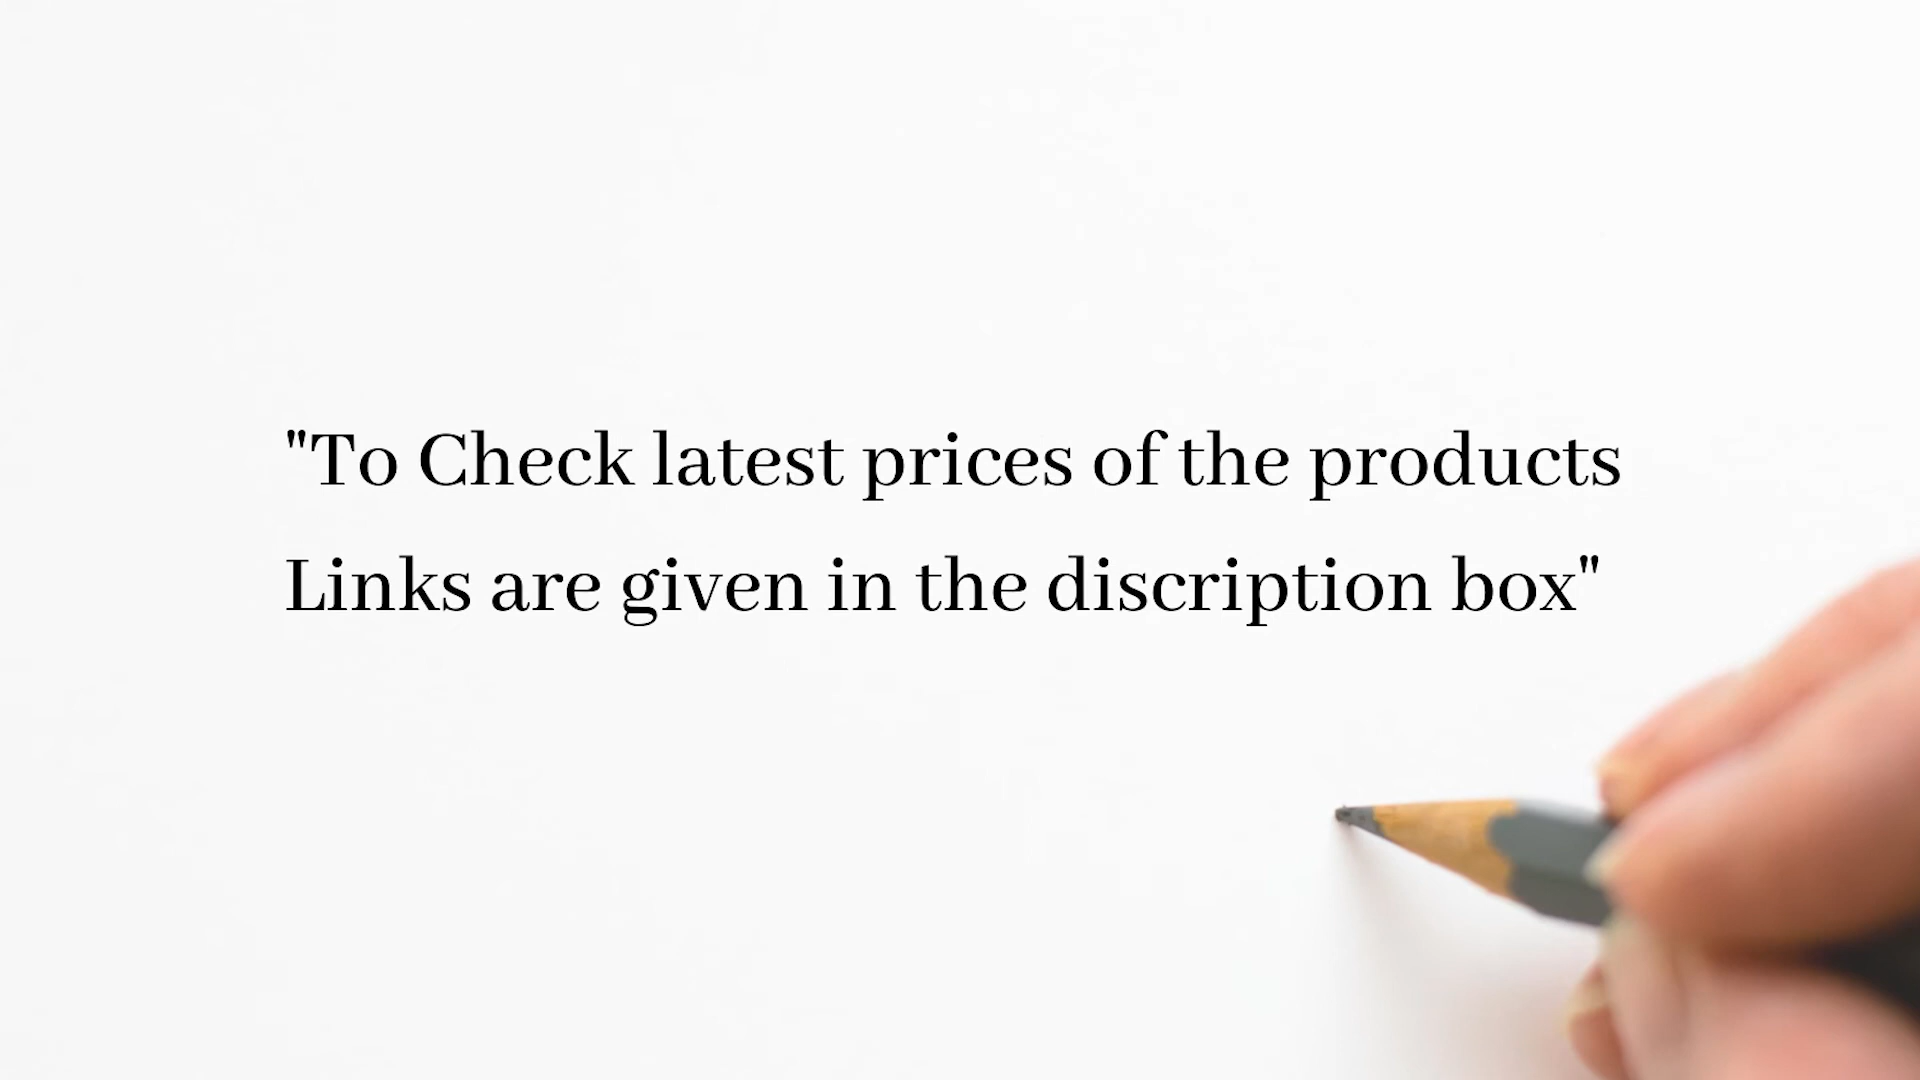 "To Check latest prices of the products
Links are given in the discription box"